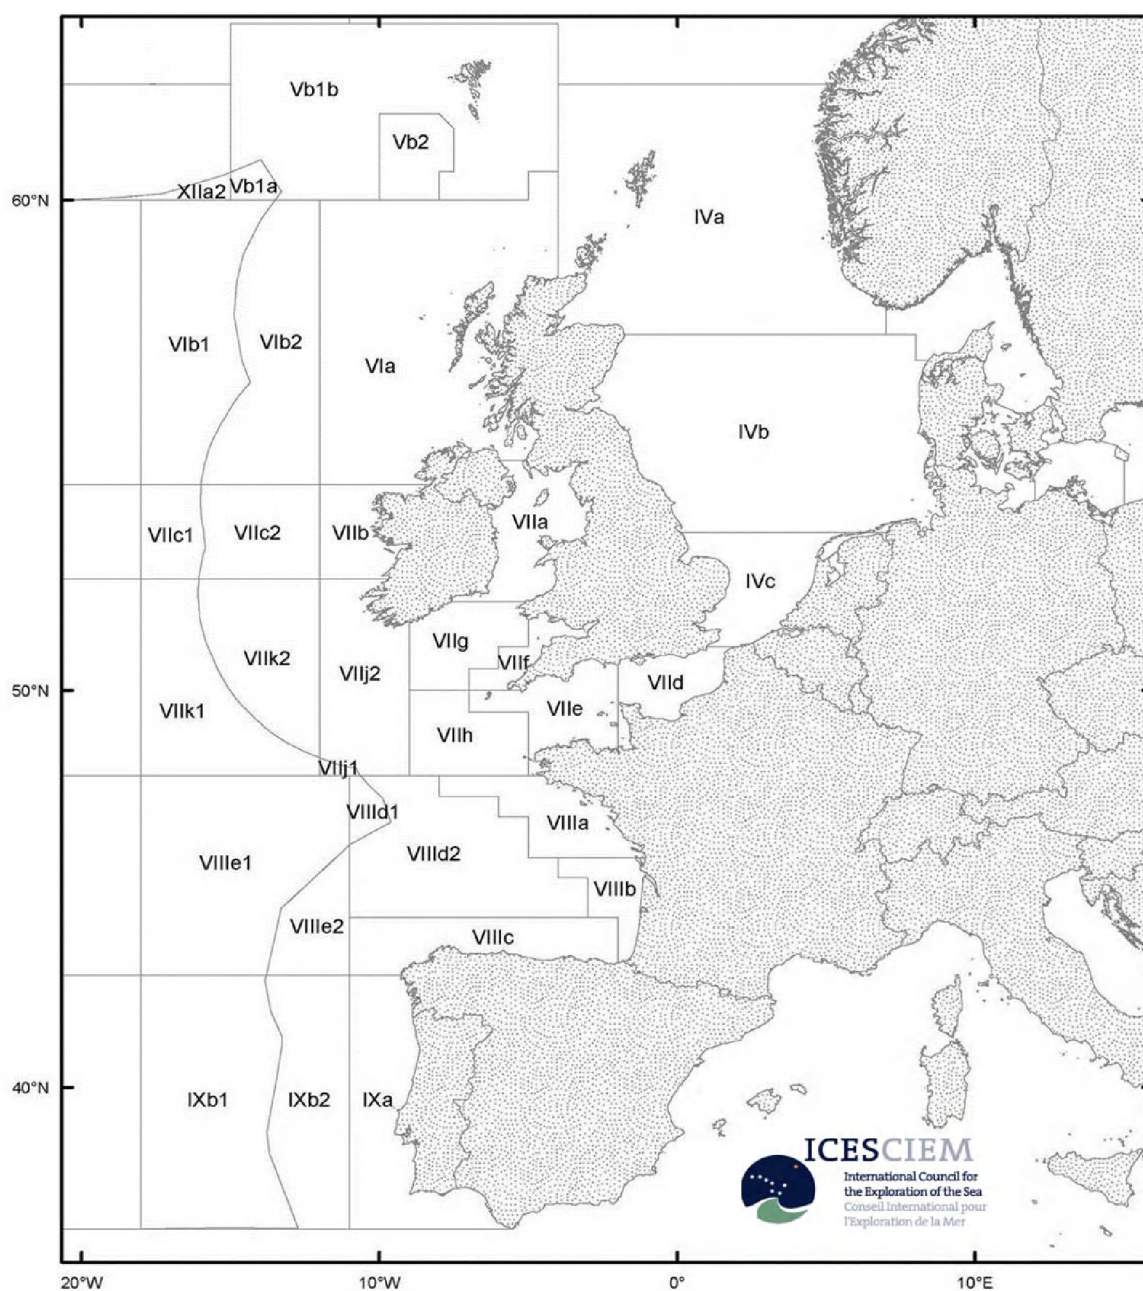 Vb1b
Vb2
60°N
XIIa2
Vb1a
IVa
VIb1
VIb2
VIa
IVb
VIIc1
VIIc2
VIIb
VIIa
IVc
VIIg
VIIk2
VIIj2
VIIf
50°N
VIId
VIIk1
VIIe
VIIh
VIIj1
VIIId1
VIIIa
VIIIe1
VIIId2
VIIIb
VIIIe2
VIIIc
40°N
IXb1
IXb2
IXa
ICESCIEM
International Council for
the Exploration of the Sea
Conseil International pour
l'Exploration de la Mer
20°W
10°W
0°
10°E